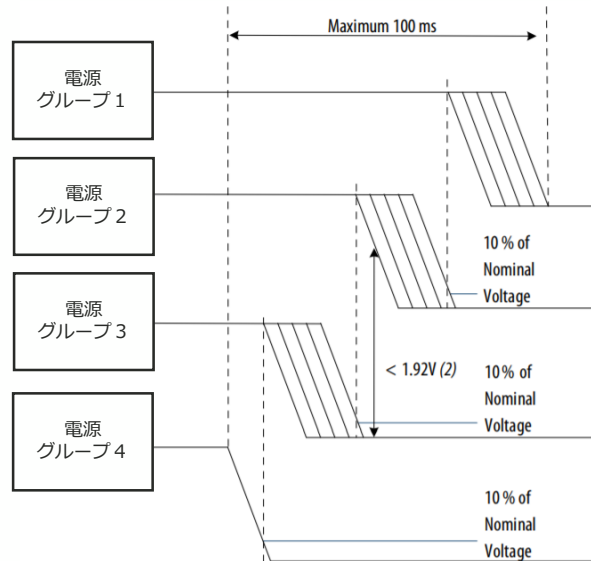 Maximum 100 ms
電源
グループ1
電源
グループ2
10 % of
Nominal
Voltage
電源
グループ3
< 1.92V (2)
10 % of
Nominal
Voltage
電源
グループ4
10 % of
Nominal
Voltage